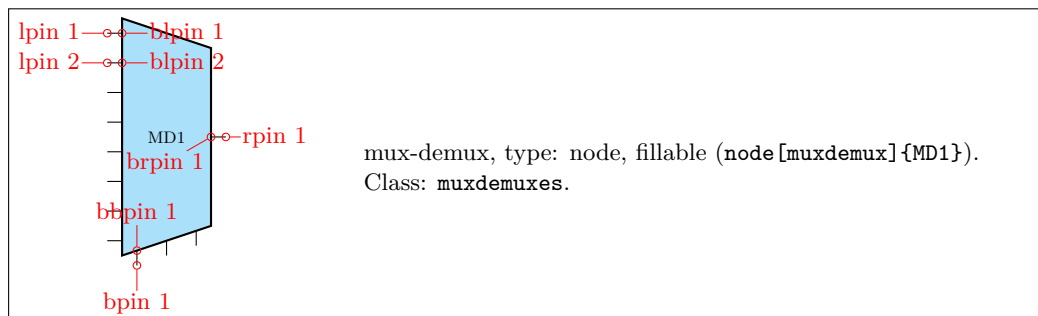 lpin 1
blpin 1
lpin 2
blpin 2
MD1
rpin 1
brpin 1
bbpin 1
bpin 1
mux-demux, type: node, fillable (node[muxdemux]{MD1}).
Class: muxdemuxes.